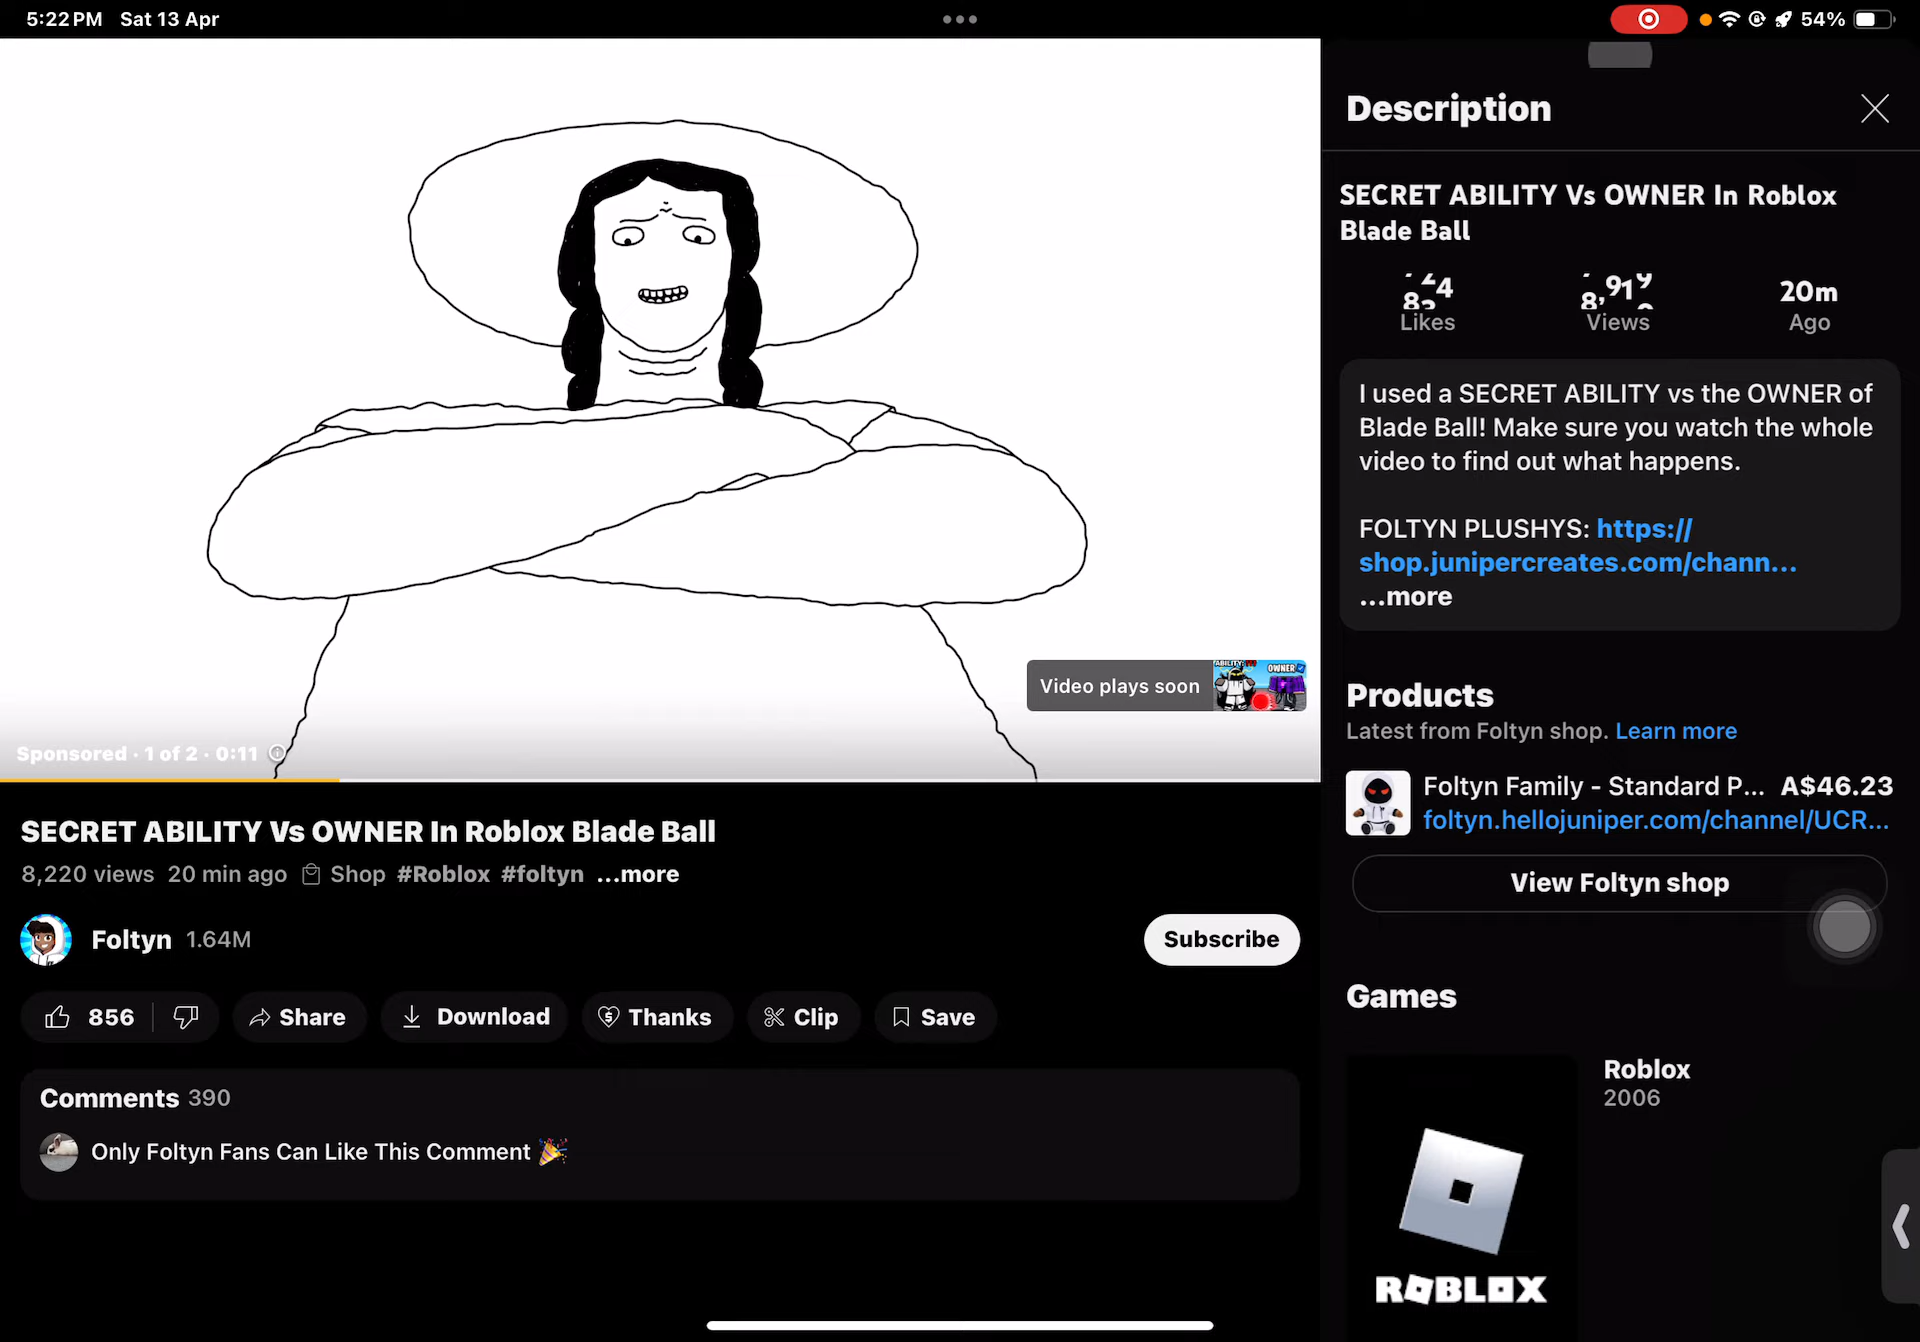 5:22 PM Sat 13 Apr
54%
Description
SECRET ABILITY Vs OWNER In Roblox
Blade Ball
20m
Likes
Views
Ago
I used a SECRET ABILITY vs the OWNER of
Blade Ball! Make sure you watch the whole
video to find out what happens.
FOLTYN PLUSHYS: https://
shop.junipercreates.com/chann...
...more
Products
Latest from Foltyn shop. Learn more
Foltyn Family - Standard P... A$46.23
foltyn.hellojuniper.com/channel/UCR...
View Foltyn shop
Games
Roblox
2006
ROBLOX
Video plays soon
OWNER
Sponsored · 1 of 2 · 0:11
SECRET ABILITY Vs OWNER In Roblox Blade Ball
8,220 views 20 min ago Shop #Roblox #foltyn ...more
Foltyn 1.64M
Subscribe
856
Share
Download
Thanks
Clip
Save
Comments 390
Only Foltyn Fans Can Like This Comment 🎉